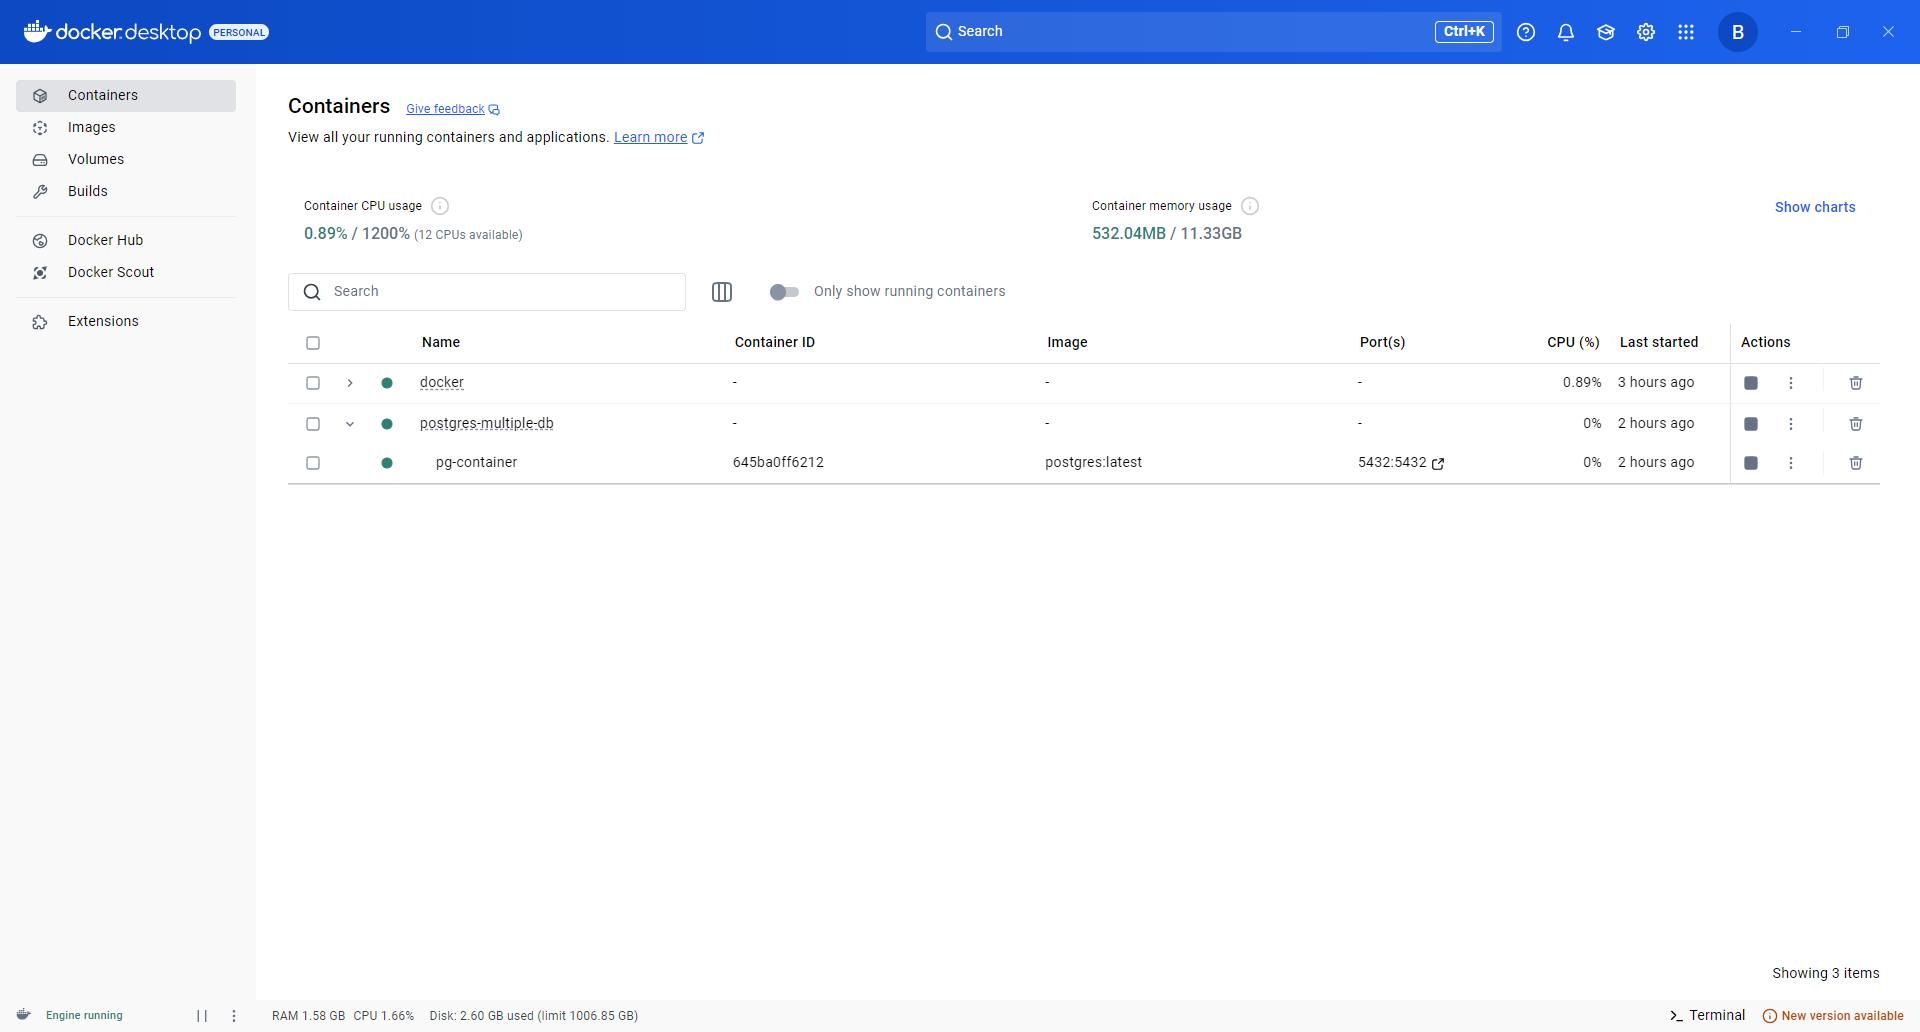 docker.desktop PERSONAL Search Ctrl+K B
Containers
Images
Volumes
Builds
Docker Hub
Docker Scout
Extensions
Containers Give feedback
View all your running containers and applications. Learn more
Container CPU usage
0.89% / 1200% (12 CPUs available)
Container memory usage
532.04MB / 11.33GB
Show charts
Search Only show running containers
Name Container ID Image Port(s) CPU (%) Last started Actions
docker - - - 0.89% 3 hours ago
postgres-multiple-db - - - 0% 2 hours ago
pg-container 645ba0ff6212 postgres:latest 5432:5432 0% 2 hours ago
Showing 3 items
Engine running RAM 1.58 GB CPU 1.66% Disk: 2.60 GB used (limit 1006.85 GB) >_ Terminal New version available